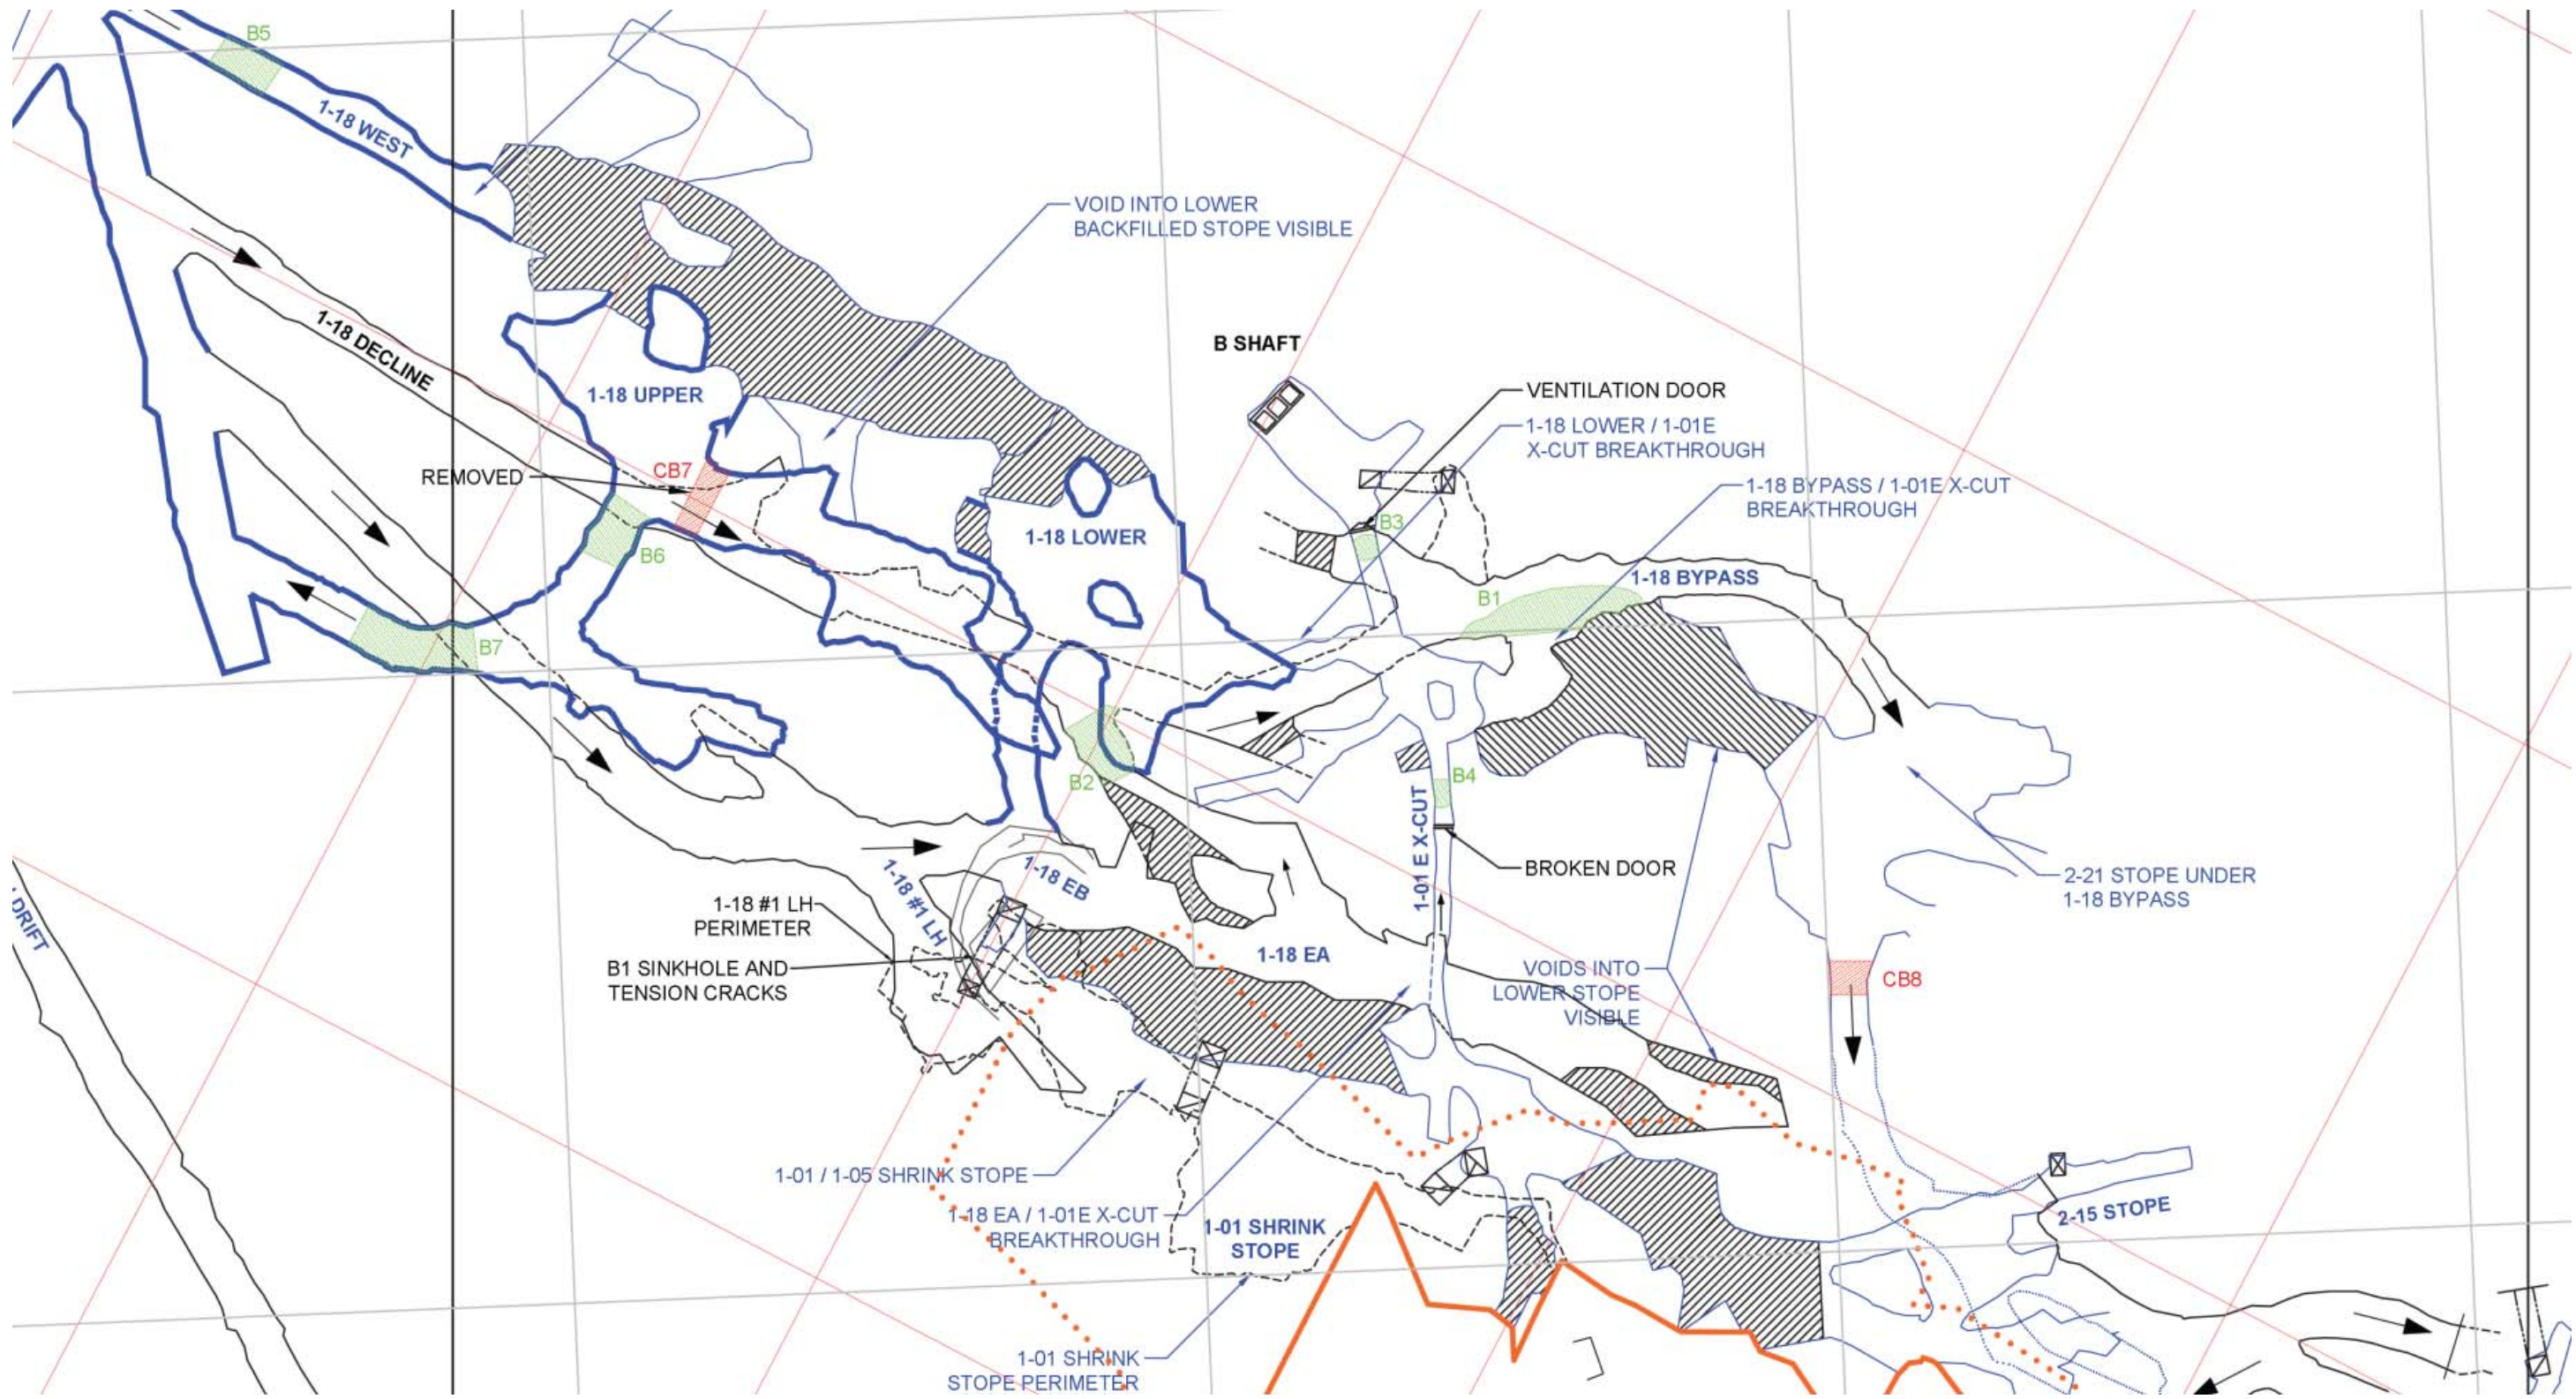 B5
1-18 WEST
VOID INTO LOWER
BACKFILLED STOPE VISIBLE
1-18 DECLINE
B SHAFT
1-18 UPPER
VENTILATION DOOR
1-18 LOWER / 1-01E
X-CUT BREAKTHROUGH
REMOVED
CB7
1-18 BYPASS / 1-01E X-CUT
BREAKTHROUGH
B3
1-18 LOWER
B6
1-18 BYPASS
B1
B7
B2
B4
1-01 E X-CUT
BROKEN DOOR
2-21 STOPE UNDER
1-18 BYPASS
1-18 EB
1-18 #1 LH
1-18 #1 LH
PERIMETER
DRIFT
B1 SINKHOLE AND
TENSION CRACKS
1-18 EA
VOIDS INTO
LOWER STOPE
VISIBLE
CB8
1-01 / 1-05 SHRINK STOPE
1-18 EA / 1-01E X-CUT
BREAKTHROUGH
1-01 SHRINK
STOPE
2-15 STOPE
1-01 SHRINK
STOPE PERIMETER